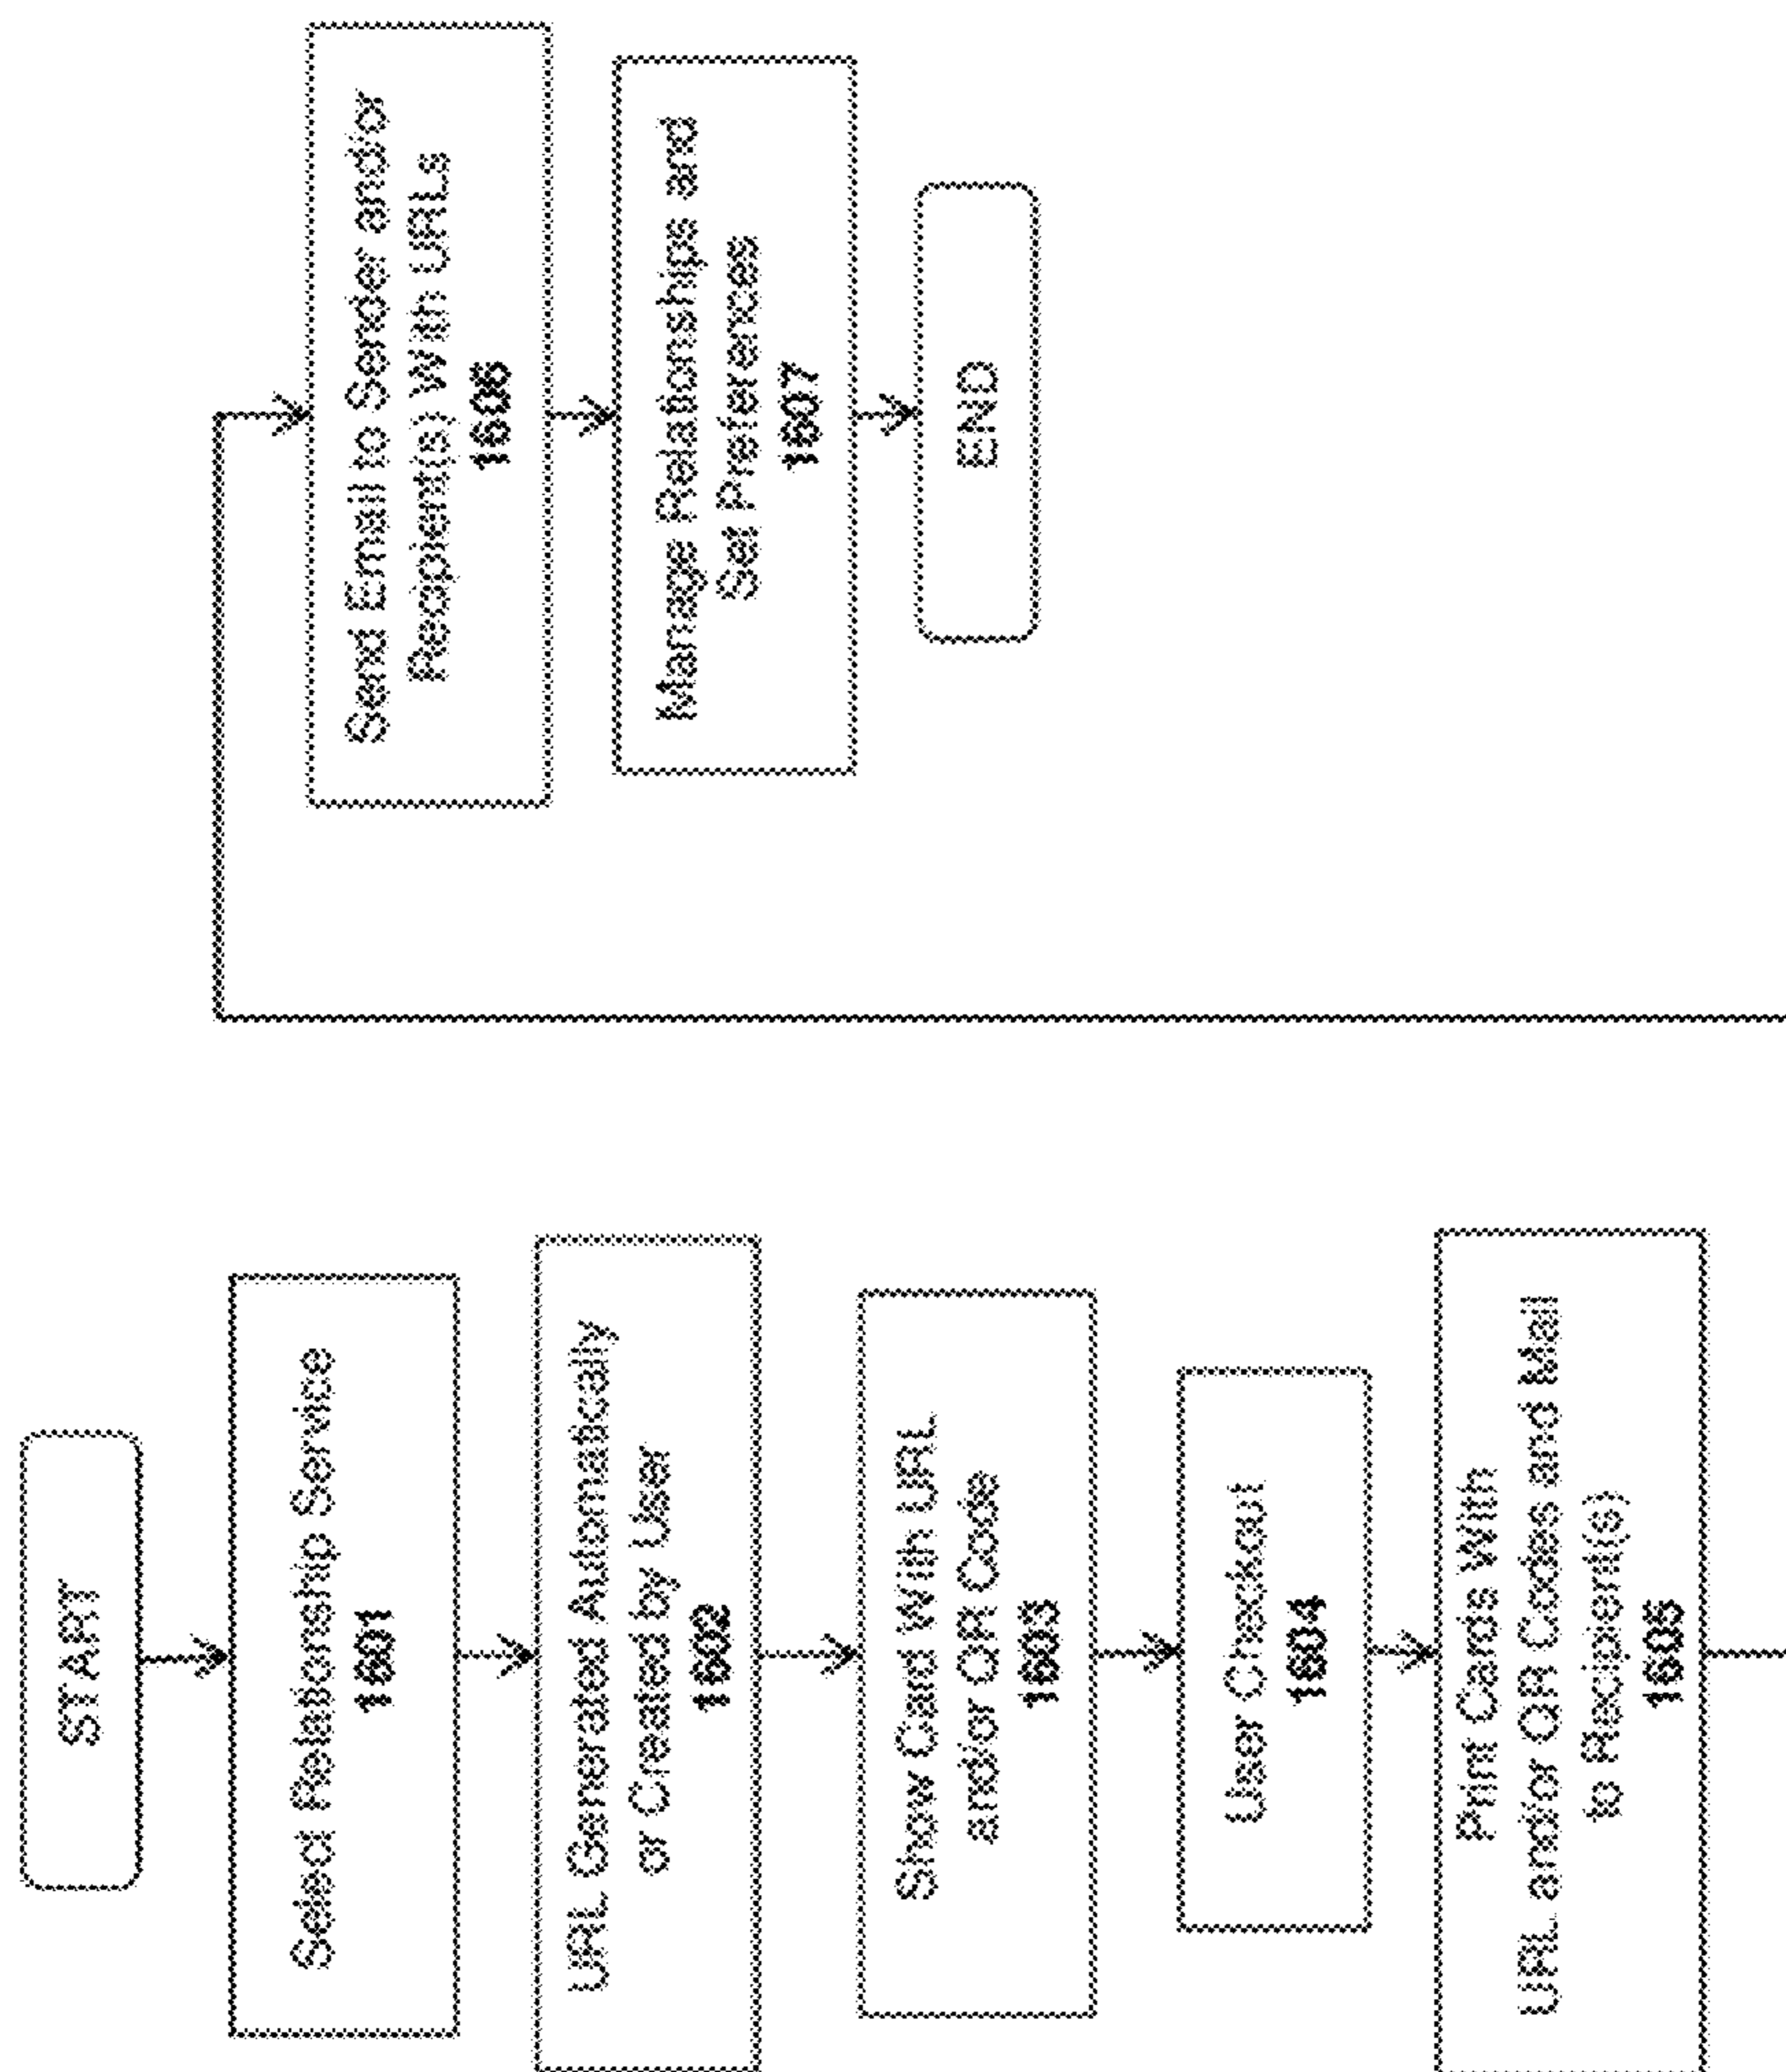 START
Select Relationship Service
1601
URL Generated Automatically
or Created by User
1602
Show Card With URL
and/or QR Code
1603
User Checkout
1604
Print Cards With
URL and/or QR Codes and Mail
to Recipient(s)
1605
Send Email to Sender and/or
Recipient(s) With URLs
1606
Manage Relationships and
Set Preferences
1607
END